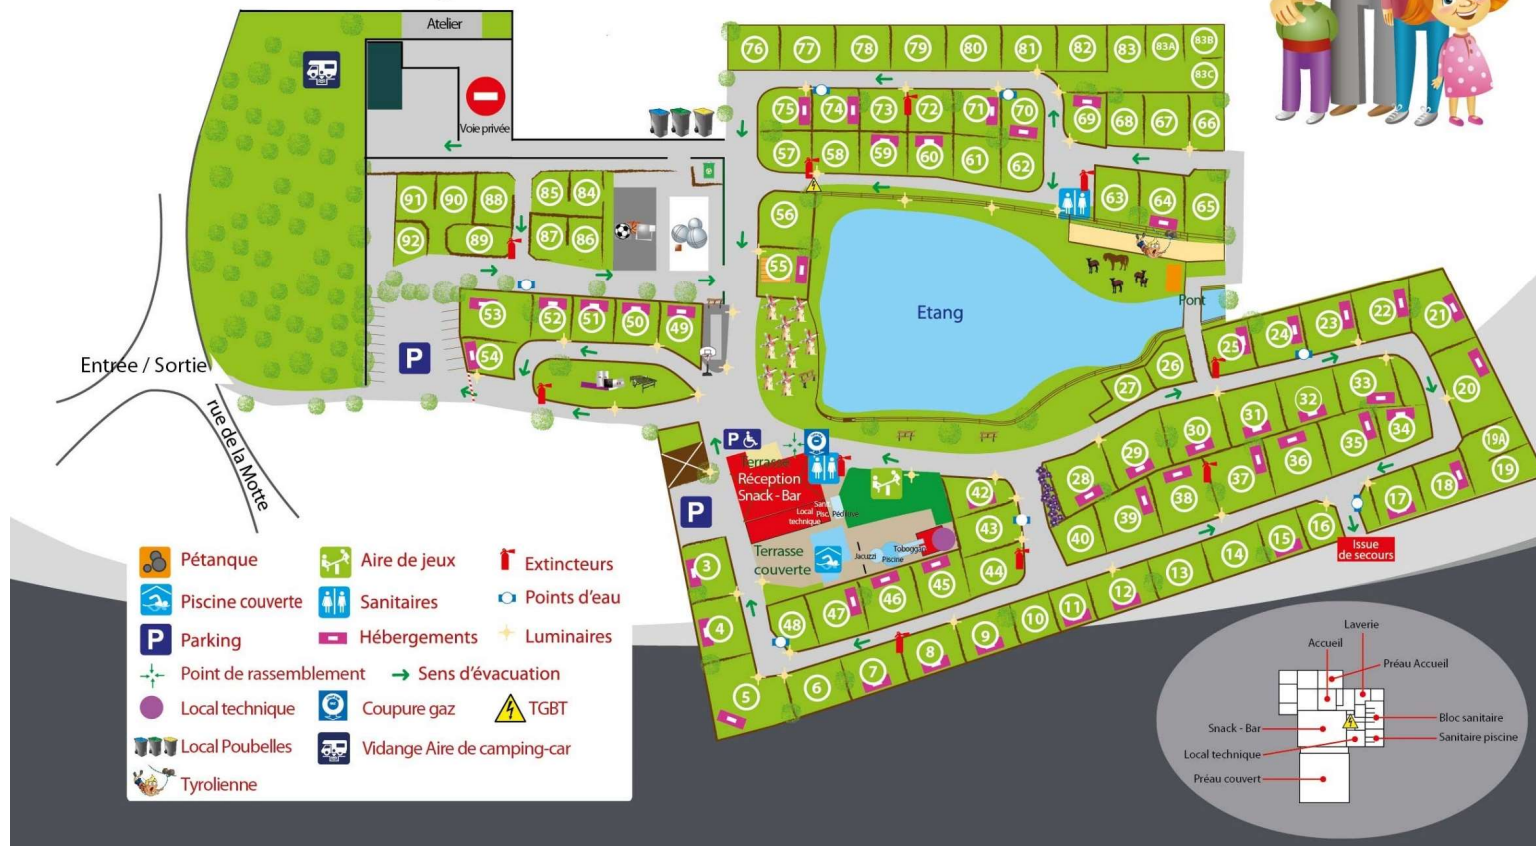 Atelier
Voie privée
76 77 78 79 80 81 82 83 83A 83B
83C
75 74 73 72 71 70 69 68 67 66
57 58 59 60 61 62
63 64 65
91 90 88 85 84
92 89 87 86
56
55
53 52 51 50 49
54
P
Etang
Pont
Entrée / Sortie
rue de la Motte
27 26 25 24 23 22 21
20
19A
19
28 29 30 31 32 33
34
40 39 38 37 36 35
18 17
16 15 14 13 12 11 10 9 8 7 6 5
Issue
de secours
P
Terrasse
Réception
Snack - Bar
Sanit.
Pisc.
Local
technique
Pédiluve
Terrasse
couverte
Jacuzzi
Piscine
Toboggan
42
43
44
45
46
47
48
P
3
4
Pétanque
Aire de jeux
Extincteurs
Piscine couverte
Sanitaires
Points d'eau
P
Parking
Hébergements
Luminaires
Point de rassemblement
Sens d'évacuation
Local technique
Coupure gaz
TGBT
Local Poubelles
Vidange Aire de camping-car
Tyrolienne
Laverie
Accueil
Préau Accueil
Snack - Bar
Bloc sanitaire
Sanitaire piscine
Local technique
Préau couvert